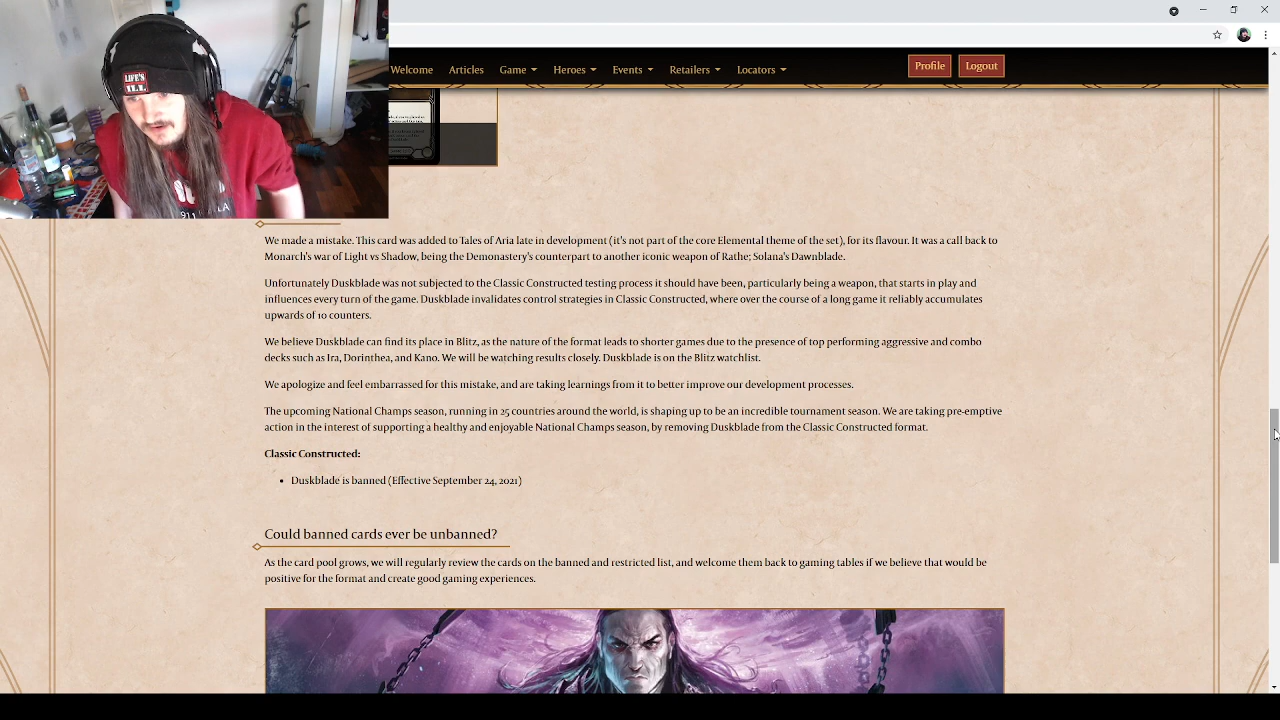 LIFE'S
ILL
911
Welcome Articles Game Heroes Events Retailers Locators Profile Logout
We made a mistake. This card was added to Tales of Aria late in development (it's not part of the core Elemental theme of the set), for its flavour. It was a call back to
Monarch's war of Light vs Shadow, being the Demonastery's counterpart to another iconic weapon of Rathe; Solana's Dawnblade.
Unfortunately Duskblade was not subjected to the Classic Constructed testing process it should have been, particularly being a weapon, that starts in play and
influences every turn of the game. Duskblade invalidates control strategies in Classic Constructed, where over the course of a long game it reliably accumulates
upwards of 10 counters.
We believe Duskblade can find its place in Blitz, as the nature of the format leads to shorter games due to the presence of top performing aggressive and combo
decks such as Ira, Dorinthea, and Kano. We will be watching results closely. Duskblade is on the Blitz watchlist.
We apologize and feel embarrassed for this mistake, and are taking learnings from it to better improve our development processes.
The upcoming National Champs season, running in 25 countries around the world, is shaping up to be an incredible tournament season. We are taking pre-emptive
action in the interest of supporting a healthy and enjoyable National Champs season, by removing Duskblade from the Classic Constructed format.
Classic Constructed:
• Duskblade is banned (Effective September 24, 2021)
Could banned cards ever be unbanned?
As the card pool grows, we will regularly review the cards on the banned and restricted list, and welcome them back to gaming tables if we believe that would be
positive for the format and create good gaming experiences.